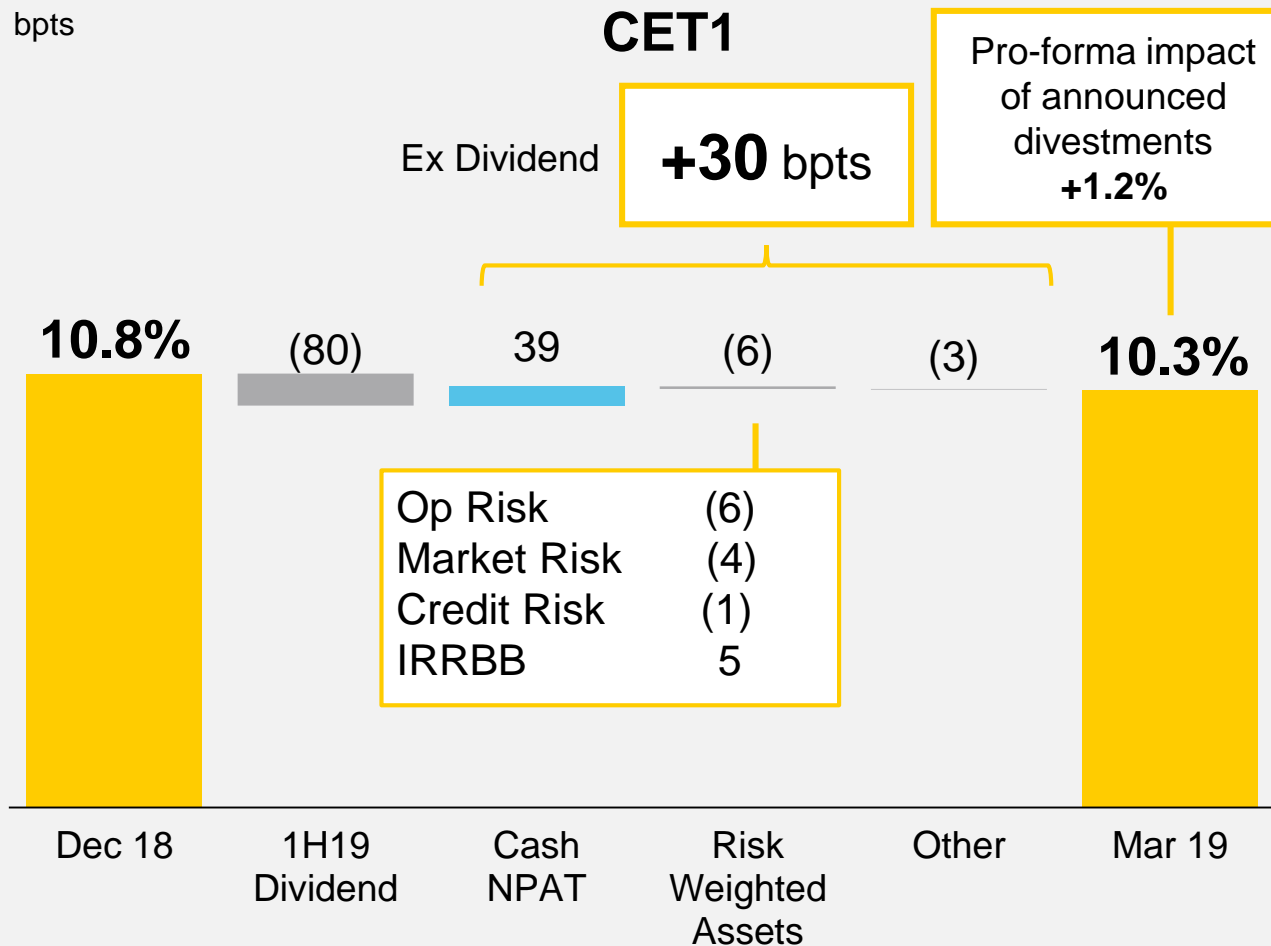 bpts
CET1
Ex Dividend
+30 bpts
Pro-forma impact
of announced
divestments
+1.2%
10.8%
(80)
39
(6)
(3)
10.3%
Op Risk (6)
Market Risk (4)
Credit Risk (1)
IRRBB 5
Dec 18
1H19
Dividend
Cash
NPAT
Risk
Weighted
Assets
Other
Mar 19